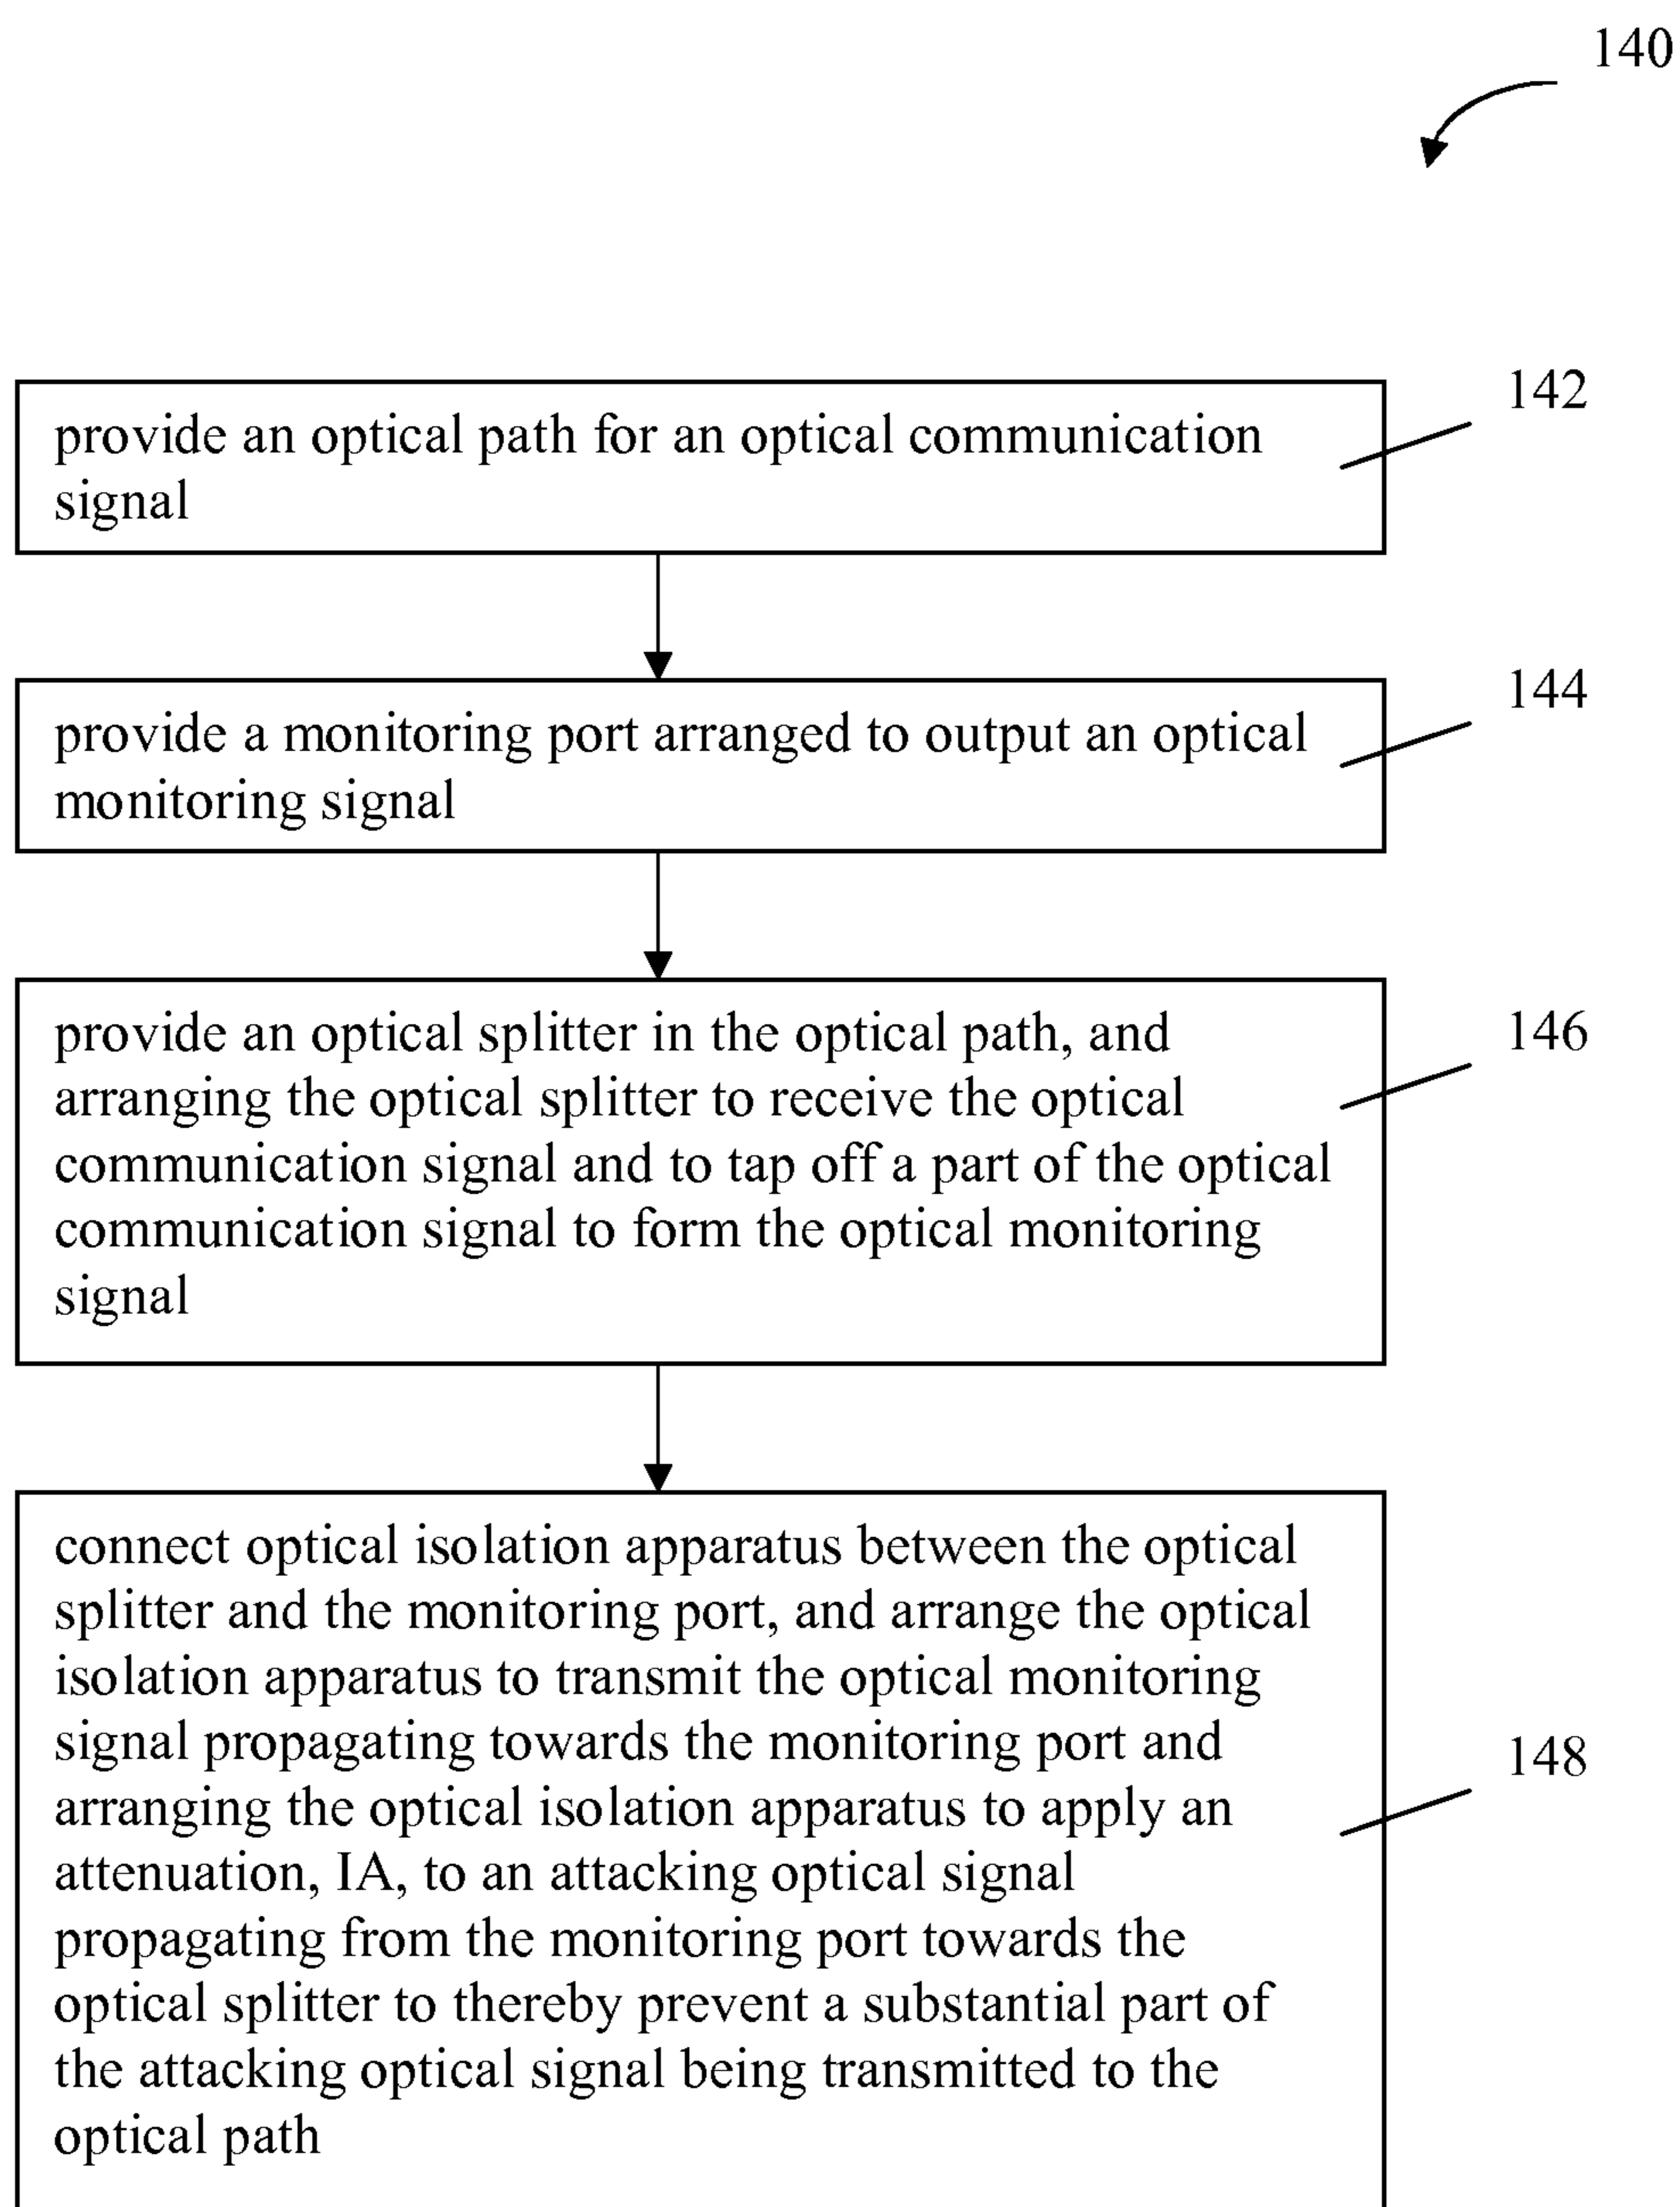 140
142
provide an optical path for an optical communication
signal
144
provide a monitoring port arranged to output an optical
monitoring signal
146
provide an optical splitter in the optical path, and
arranging the optical splitter to receive the optical
communication signal and to tap off a part of the optical
communication signal to form the optical monitoring
signal
connect optical isolation apparatus between the optical
splitter and the monitoring port, and arrange the optical
isolation apparatus to transmit the optical monitoring
signal propagating towards the monitoring port and
148
arranging the optical isolation apparatus to apply an
attenuation, IA, to an attacking optical signal
propagating from the monitoring port towards the
optical splitter to thereby prevent a substantial part of
the attacking optical signal being transmitted to the
optical path